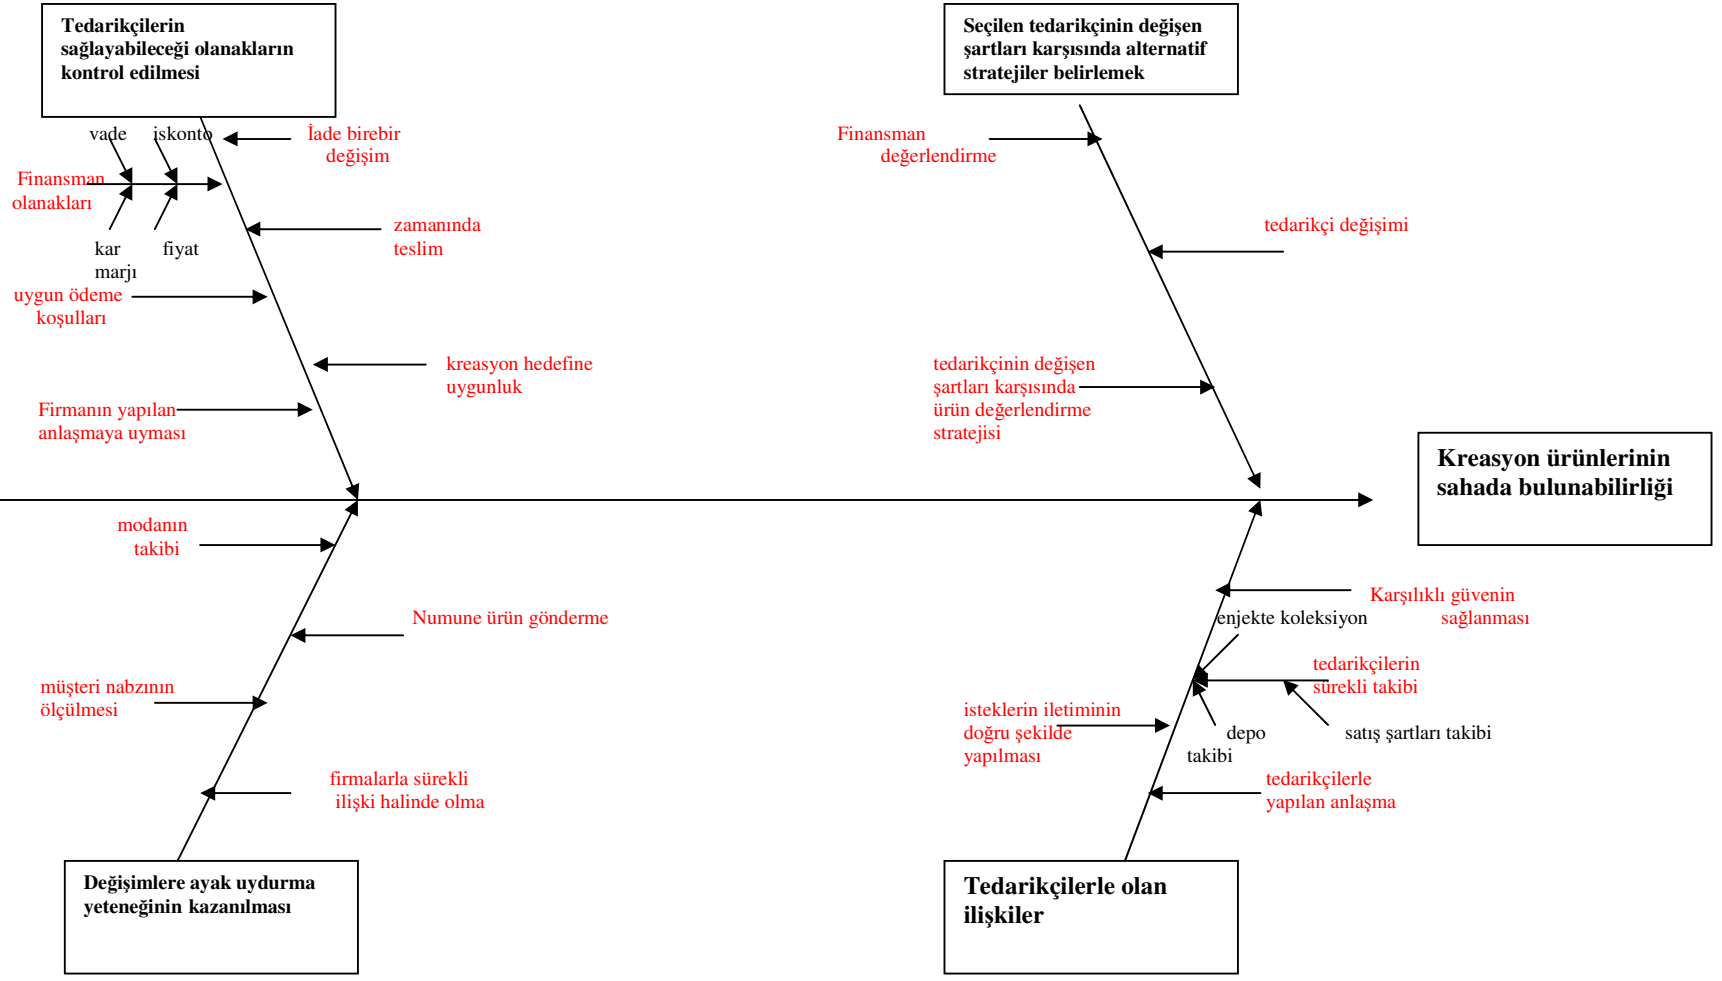 Tedarikçilerin
sağlayabileceği olanakların
kontrol edilmesi
Seçilen tedarikçinin değişen
şartları karşısında alternatif
stratejiler belirlemek
vade
iskonto
İade birebir
değişim
Finansman
olanakları
kar
marjı
fiyat
zamanında
teslim
uygun ödeme
koşulları
kreasyon hedefine
uygunluk
Firmanın yapılan
anlaşmaya uyması
Finansman
değerlendirme
tedarikçi değişimi
tedarikçinin değişen
şartları karşısında
ürün değerlendirme
stratejisi
Kreasyon ürünlerinin
sahada bulunabilirliği
modanın
takibi
Numune ürün gönderme
müşteri nabzının
ölçülmesi
firmalarla sürekli
ilişki halinde olma
Karşılıklı güvenin
sağlanması
enjekte koleksiyon
tedarikçilerin
sürekli takibi
isteklerin iletiminin
doğru şekilde
yapılması
depo
takibi
satış şartları takibi
tedarikçilerle
yapılan anlaşma
Değişimlere ayak uydurma
yeteneğinin kazanılması
Tedarikçilerle olan
ilişkiler